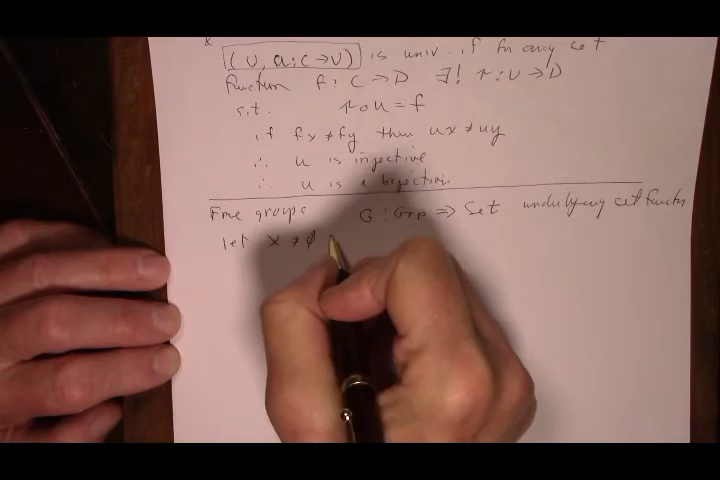 (U, u: C → U) is univ. if for any set
function f: C → D ∃! r: U → D
s.t. r ∘ u = f
if fx ≠ fy then ux ≠ uy
∴ u is injective
∴ u is a bijection
Free groups G: Grp ⇒ Set underlying set functor
let X ≠ ∅